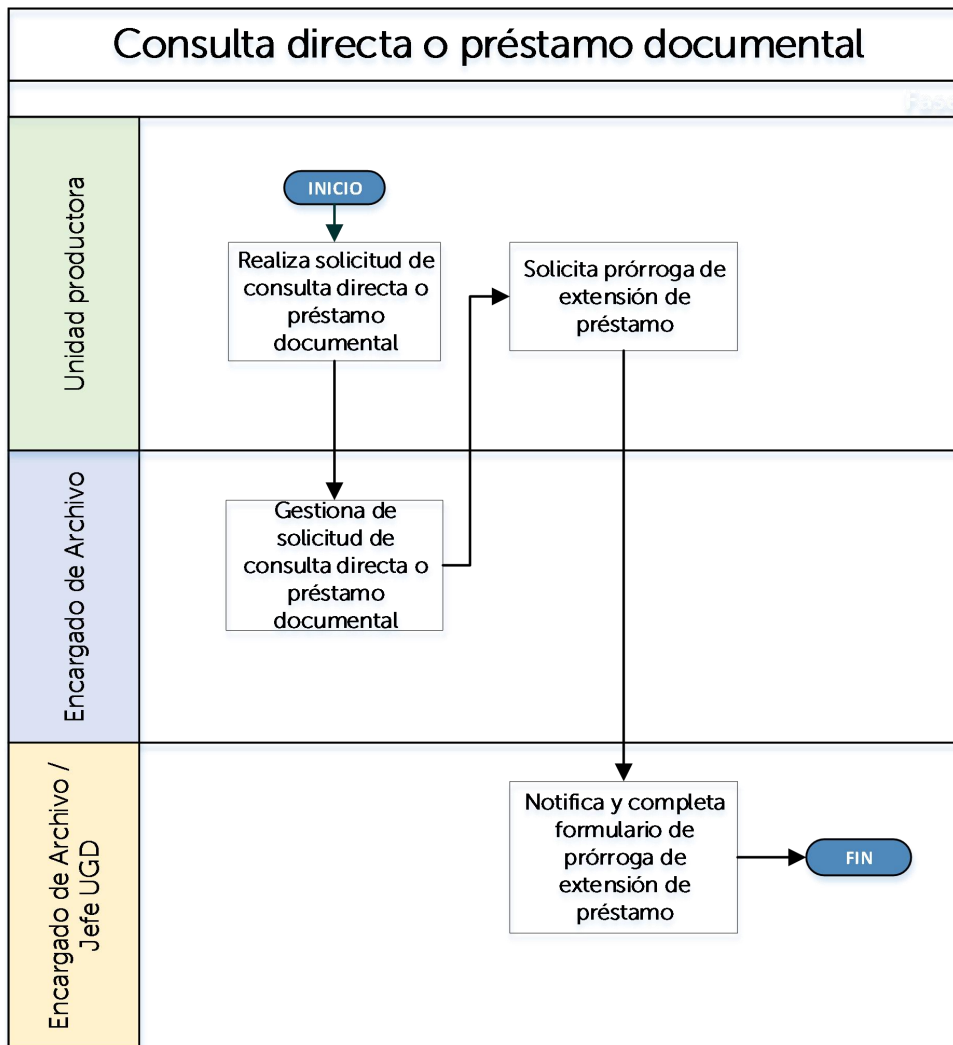 Consulta directa o préstamo documental
Fase
Unidad productora
INICIO
Realiza solicitud de
consulta directa o
préstamo
documental
Solicita prórroga de
extensión de
préstamo
Encargado de Archivo
Gestiona de
solicitud de
consulta directa o
préstamo
documental
Encargado de Archivo /
Jefe UGD
Notifica y completa
formulario de
prórroga de
extensión de
préstamo
FIN